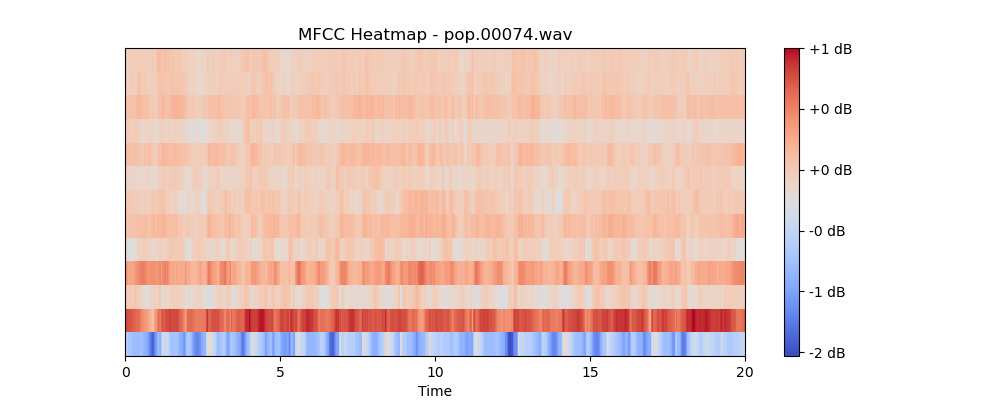 MFCC Heatmap - pop.00074.wav
+1 dB
+0 dB
+0 dB
-0 dB
-1 dB
-2 dB
0 5 10 15 20
Time